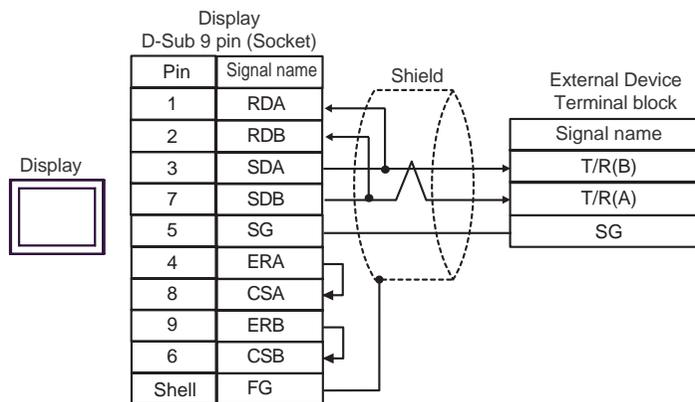 Display
D-Sub 9 pin (Socket)
Pin Signal name
1 RDA
2 RDB
3 SDA
7 SDB
5 SG
4 ERA
8 CSA
9 ERB
6 CSB
Shell FG
Display
Shield
External Device
Terminal block
Signal name
T/R(B)
T/R(A)
SG